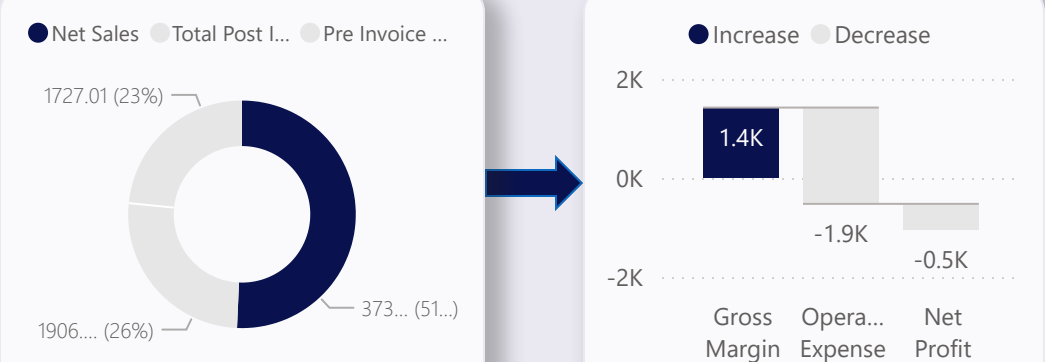 Net Sales Total Post I... Pre Invoice ...
1727.01 (23%)
373... (51...)
1906.... (26%)
Increase Decrease
2K
1.4K
0K
-1.9K
-0.5K
-2K
Gross Opera... Net
Margin Expense Profit